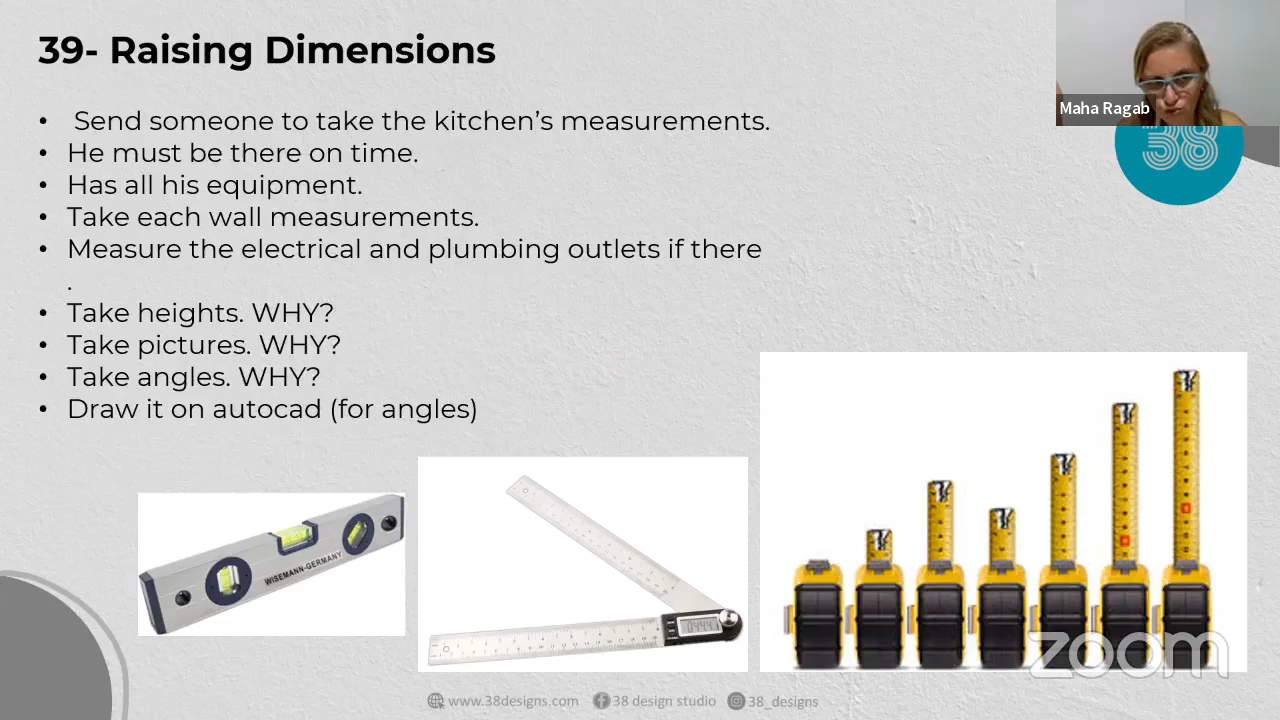 39- Raising Dimensions
Maha Ragab
38
• Send someone to take the kitchen’s measurements.
• He must be there on time.
• Has all his equipment.
• Take each wall measurements.
• Measure the electrical and plumbing outlets if there
.
• Take heights. WHY?
• Take pictures. WHY?
• Take angles. WHY?
• Draw it on autocad (for angles)
WISEMANN-GERMANY
zoom
www.38designs.com 38 design studio 38_designs